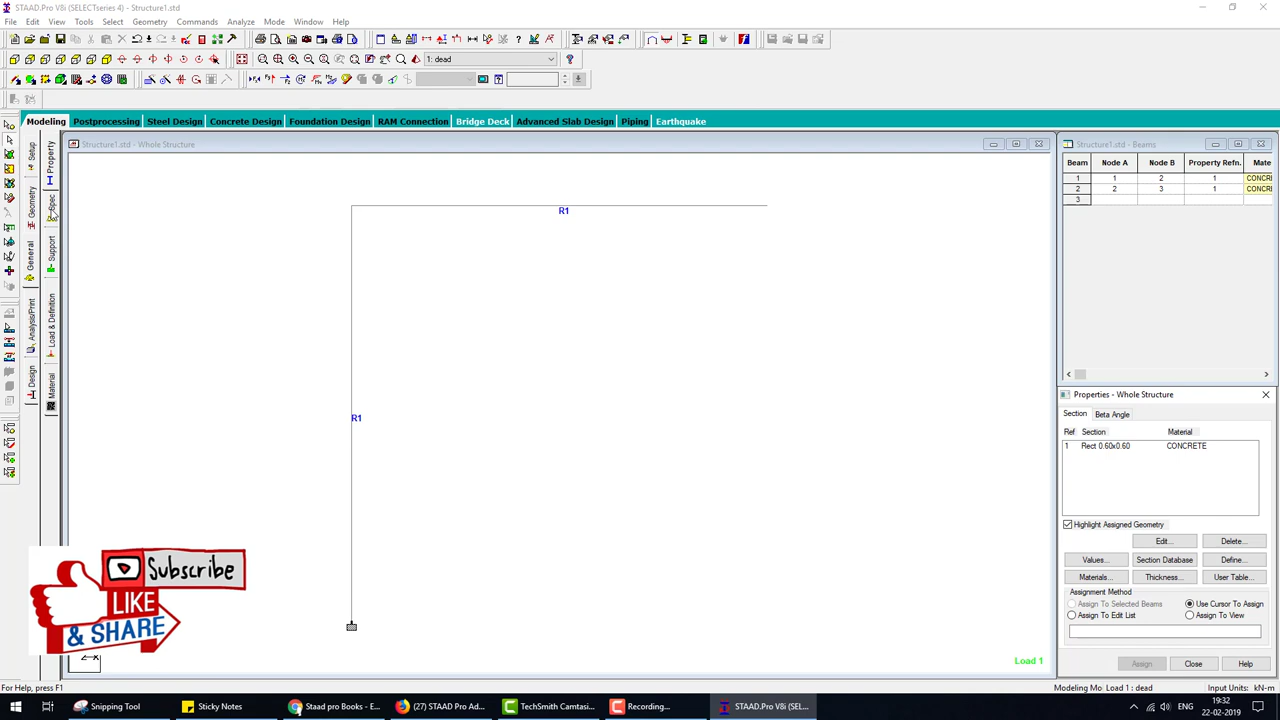 STAAD.Pro V8i (SELECTseries 4) - Structure1.std
File Edit View Tools Select Geometry Commands Analyze Mode Window Help
1: dead
Modeling Postprocessing Steel Design Concrete Design Foundation Design RAM Connection Bridge Deck Advanced Slab Design Piping Earthquake
Setup
Geometry
General
Analysis/Print
Design
Property
Spec
Support
Load & Definition
Material
Structure1.std - Whole Structure
R1
R1
Load 1
Structure1.std - Beams
Beam Node A Node B Property Refn. Mate
1 1 2 1 CONCRE
2 2 3 1 CONCRE
3
Properties - Whole Structure
Section Beta Angle
Ref Section Material
1 Rect 0.60x0.60 CONCRETE
Highlight Assigned Geometry
Edit... Delete...
Values... Section Database Define...
Materials... Thickness... User Table...
Assignment Method
Assign To Selected Beams Use Cursor To Assign
Assign To Edit List Assign To View
Assign Close Help
Subscribe
LIKE
& SHARE
For Help, press F1
Modeling Mo Load 1 : dead Input Units: kN-m
Snipping Tool Sticky Notes Staad pro Books - E... (27) STAAD Pro Ad... TechSmith Camtasi... Recording... STAAD.Pro V8i (SEL...
ENG 19:32
22-02-2019